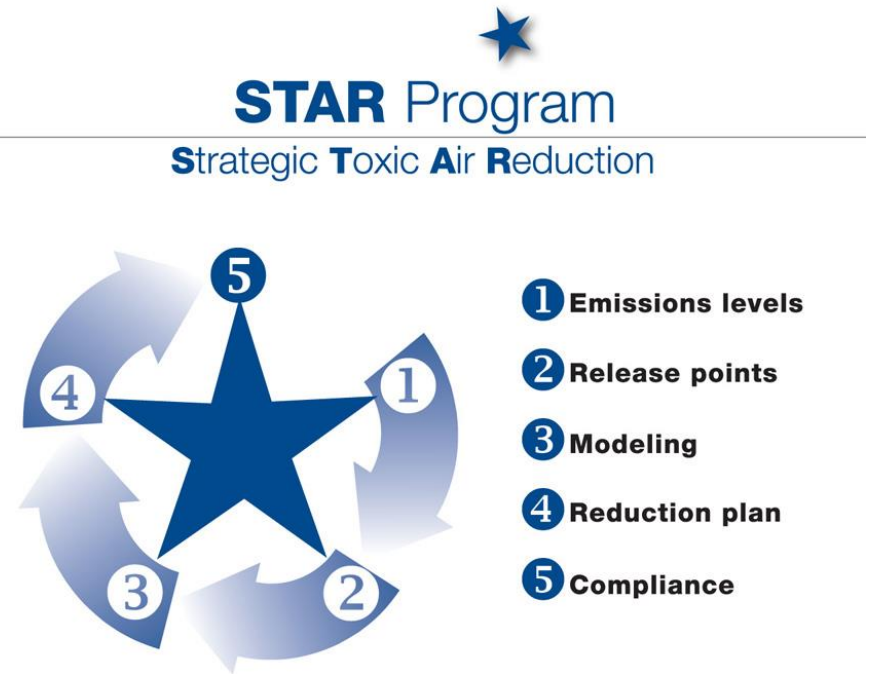 STAR Program
Strategic Toxic Air Reduction
5
4
1
3
2
1 Emissions levels
2 Release points
3 Modeling
4 Reduction plan
5 Compliance